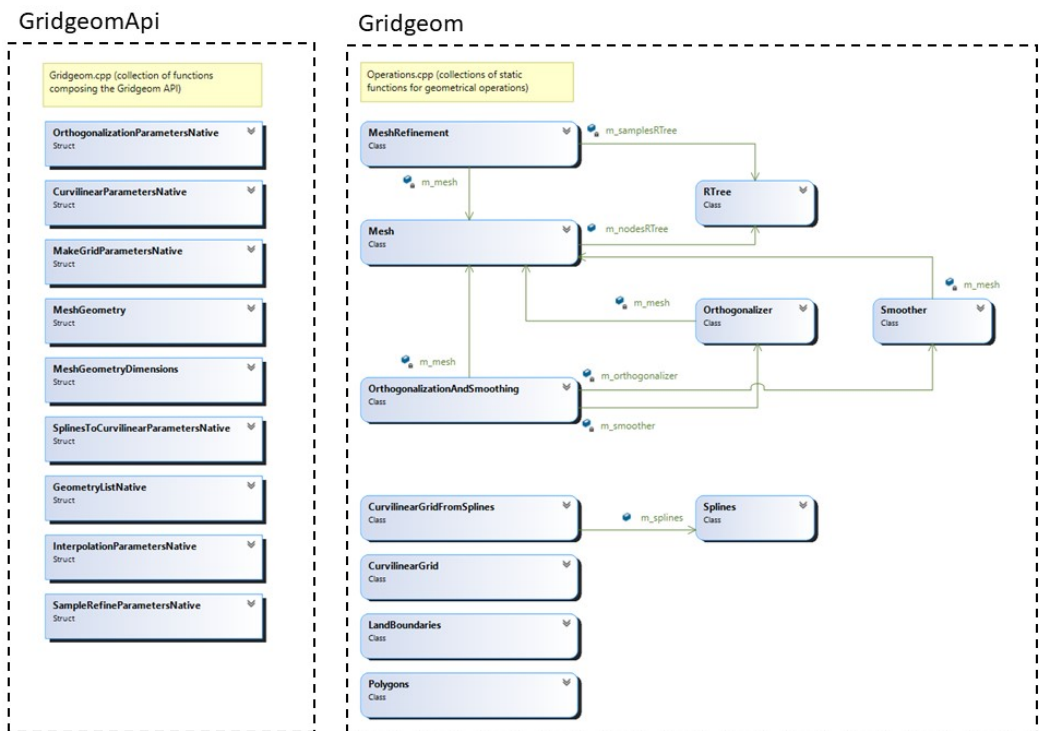 GridgeomApi
Gridgeom.cpp (collection of functions
composing the Gridgeom API)
OrthogonalizationParametersNative
Struct
CurvilinearParametersNative
Struct
MakeGridParametersNative
Struct
MeshGeometry
Struct
MeshGeometryDimensions
Struct
SplinesToCurvilinearParametersNative
Struct
GeometryListNative
Struct
InterpolationParametersNative
Struct
SampleRefineParametersNative
Struct
Gridgeom
Operations.cpp (collections of static
functions for geometrical operations)
MeshRefinement
Class
m_samplesRTree
m_mesh
RTree
Class
Mesh
Class
m_nodesRTree
m_mesh
m_mesh
Orthogonalizer
Class
Smoother
Class
m_mesh
OrthogonalizationAndSmoothing
Class
m_orthogonalizer
m_smoother
CurvilinearGridFromSplines
Class
m_splines
Splines
Class
CurvilinearGrid
Class
LandBoundaries
Class
Polygons
Class